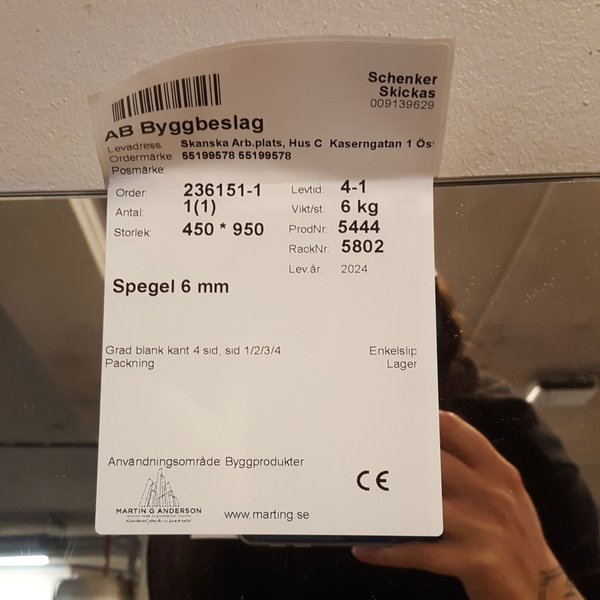 Schenker
Skickas
009139629
AB Byggbeslag
Levadress: Skanska Arb.plats, Hus C Kaserngatan 1 Ös
Ordermärke: 55199578 55199578
Posmärke:
Order: 236151-1 Levtid: 4-1
Antal: 1(1) Vikt/st: 6 kg
Storlek: 450 * 950 ProdNr: 5444
RackNr: 5802
Lev.år: 2024
Spegel 6 mm
Grad blank kant 4 sid, sid 1/2/3/4 Enkelslip
Packning Lager
Användningsområde: Byggprodukter
CE
MARTIN G ANDERSON
www.marting.se